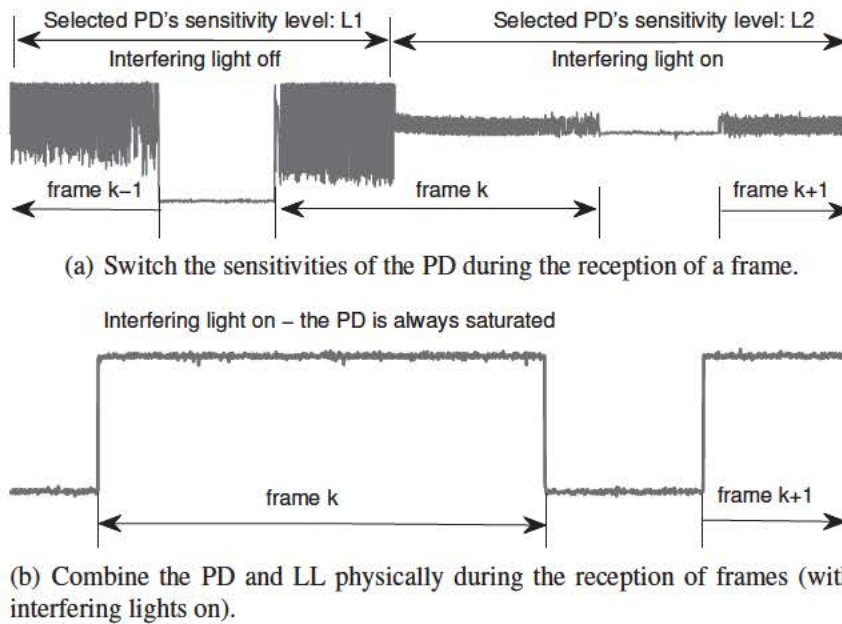 Selected PD's sensitivity level: L1 Selected PD's sensitivity level: L2
Interfering light off Interfering light on
frame k−1 frame k frame k+1
(a) Switch the sensitivities of the PD during the reception of a frame.
Interfering light on − the PD is always saturated
frame k frame k+1
(b) Combine the PD and LL physically during the reception of frames (with
interfering lights on).